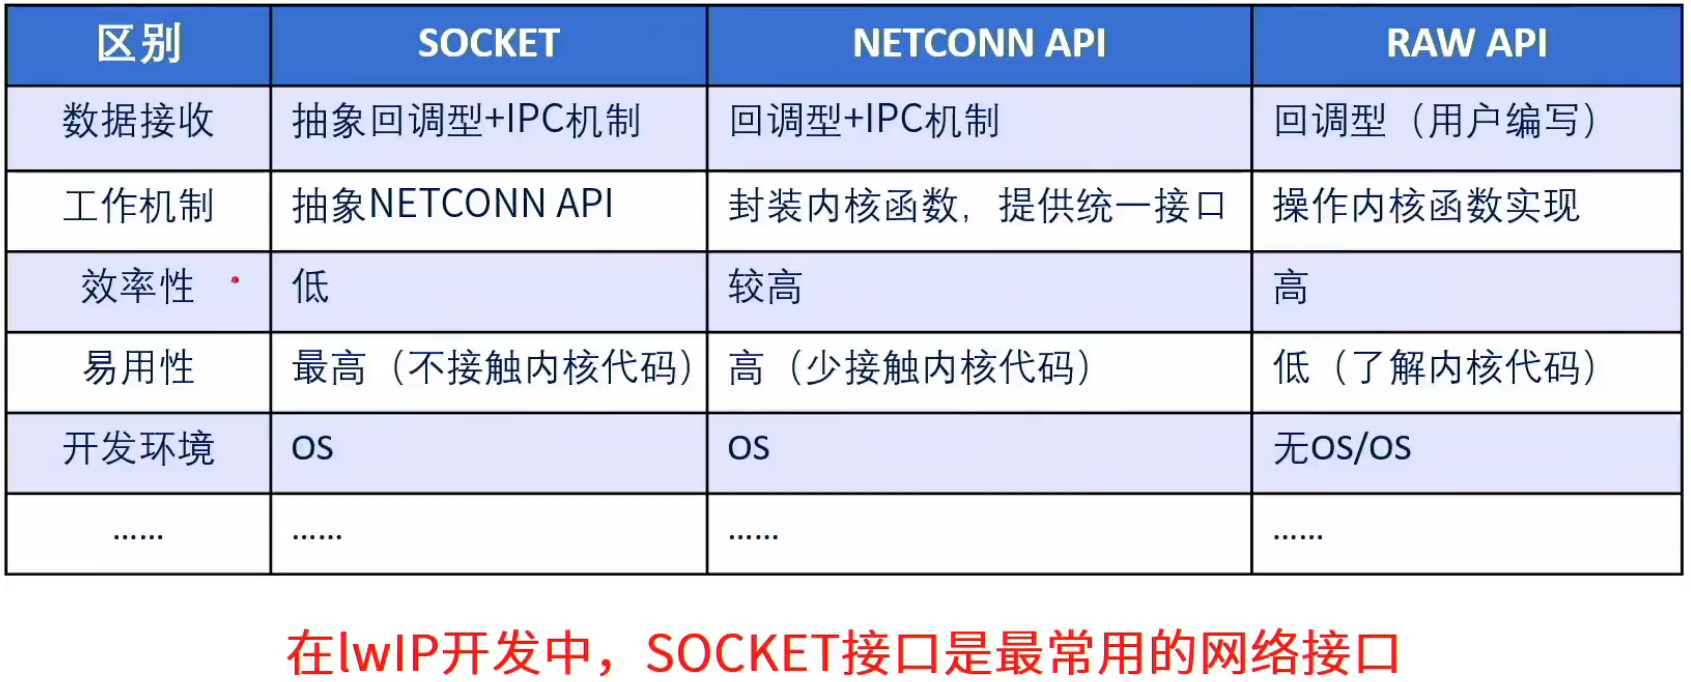 区别 SOCKET NETCONN API RAW API
数据接收 抽象回调型+IPC机制 回调型+IPC机制 回调型（用户编写）
工作机制 抽象NETCONN API 封装内核函数，提供统一接口 操作内核函数实现
效率性 低 较高 高
易用性 最高（不接触内核代码） 高（少接触内核代码） 低（了解内核代码）
开发环境 OS OS 无OS/OS
…… …… …… ……
在lwIP开发中，SOCKET接口是最常用的网络接口